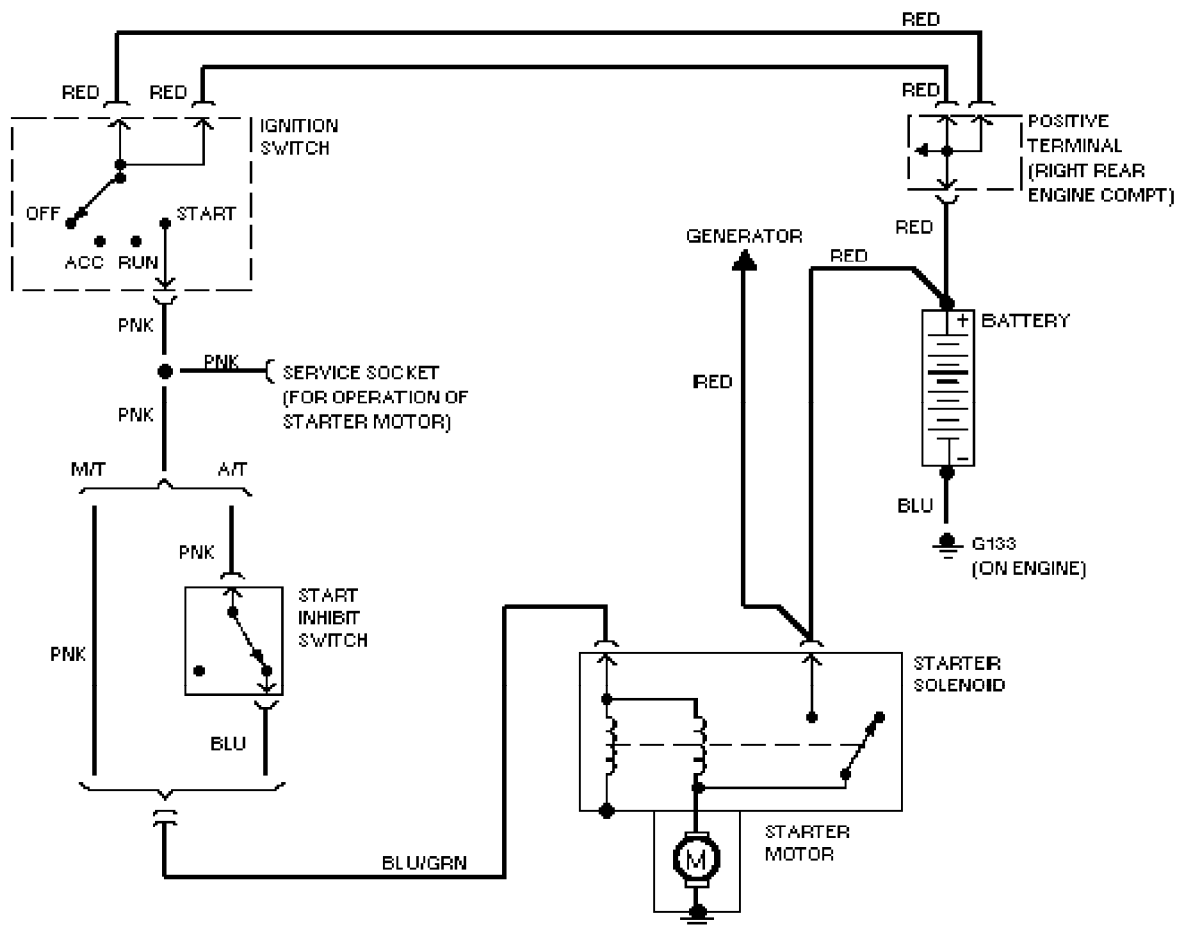 RED
RED
RED
RED
IGNITION
SWITCH
POSITIVE
TERMINAL
(RIGHT REAR
ENGINE COMPT)
OFF
START
ACC
RUN
RED
GENERATOR
RED
PNK
BATTERY
+
PNK
SERVICE SOCKET
(FOR OPERATION OF
STARTER MOTOR)
RED
PNK
M/T
A/T
-
BLU
G133
(ON ENGINE)
PNK
START
INHIBIT
SWITCH
PNK
STARTER
SOLENOID
BLU
STARTER
MOTOR
M
BLU/GRN